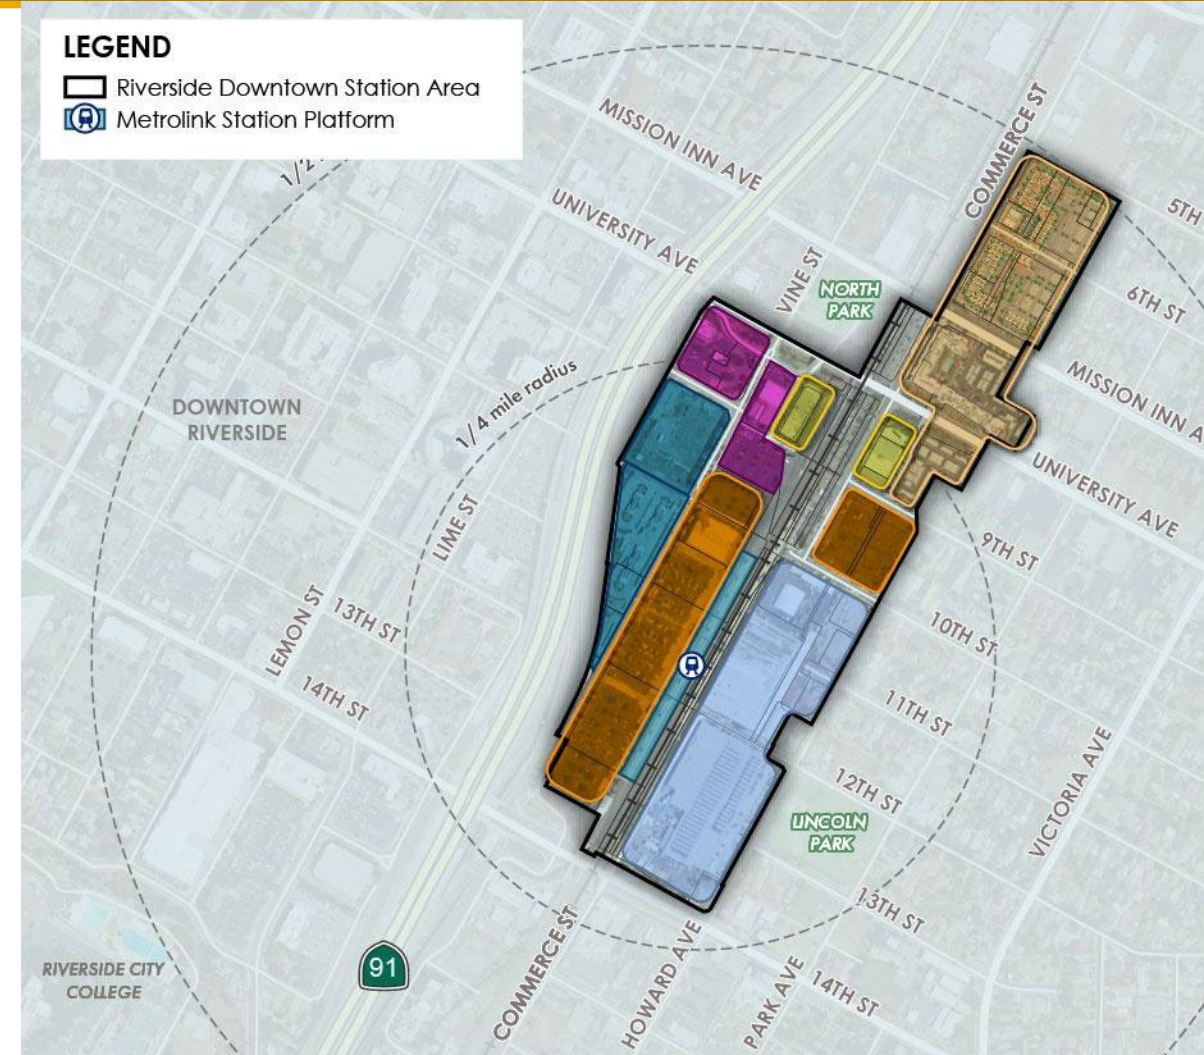 LEGEND
Riverside Downtown Station Area
Metrolink Station Platform
1/2
MISSION INN AVE
COMMERCE ST
UNIVERSITY AVE
5TH
VINE ST
NORTH
PARK
6TH ST
MISSION INN A
1/4 mile radius
DOWNTOWN
RIVERSIDE
UNIVERSITY AVE
LIME ST
9TH ST
LEMON ST
13TH ST
10TH ST
14TH ST
11TH ST
VICTORIA AVE
12TH ST
LINCOLN
PARK
13TH ST
RIVERSIDE CITY
COLLEGE
91
COMMERCE ST
HOWARD AVE
PARK AVE
14TH ST